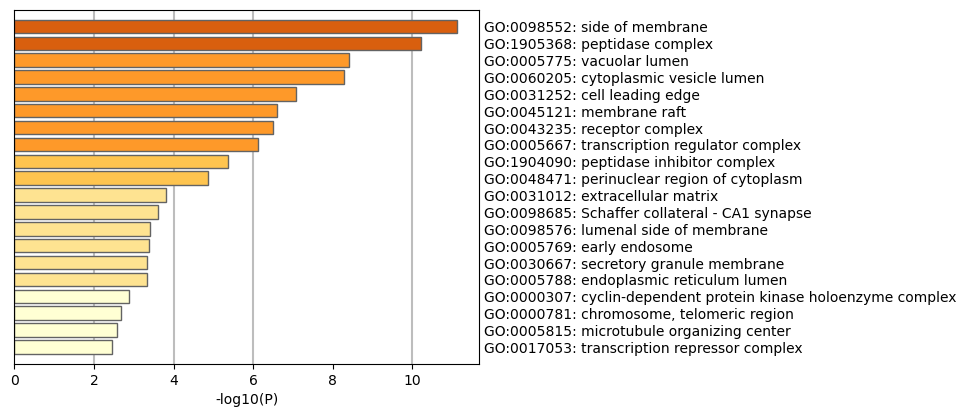 GO:0098552: side of membrane
GO:1905368: peptidase complex
GO:0005775: vacuolar lumen
GO:0060205: cytoplasmic vesicle lumen
GO:0031252: cell leading edge
GO:0045121: membrane raft
GO:0043235: receptor complex
GO:0005667: transcription regulator complex
GO:1904090: peptidase inhibitor complex
GO:0048471: perinuclear region of cytoplasm
GO:0031012: extracellular matrix
GO:0098685: Schaffer collateral - CA1 synapse
GO:0098576: lumenal side of membrane
GO:0005769: early endosome
GO:0030667: secretory granule membrane
GO:0005788: endoplasmic reticulum lumen
GO:0000307: cyclin-dependent protein kinase holoenzyme complex
GO:0000781: chromosome, telomeric region
GO:0005815: microtubule organizing center
GO:0017053: transcription repressor complex
0 2 4 6 8 10
-log10(P)